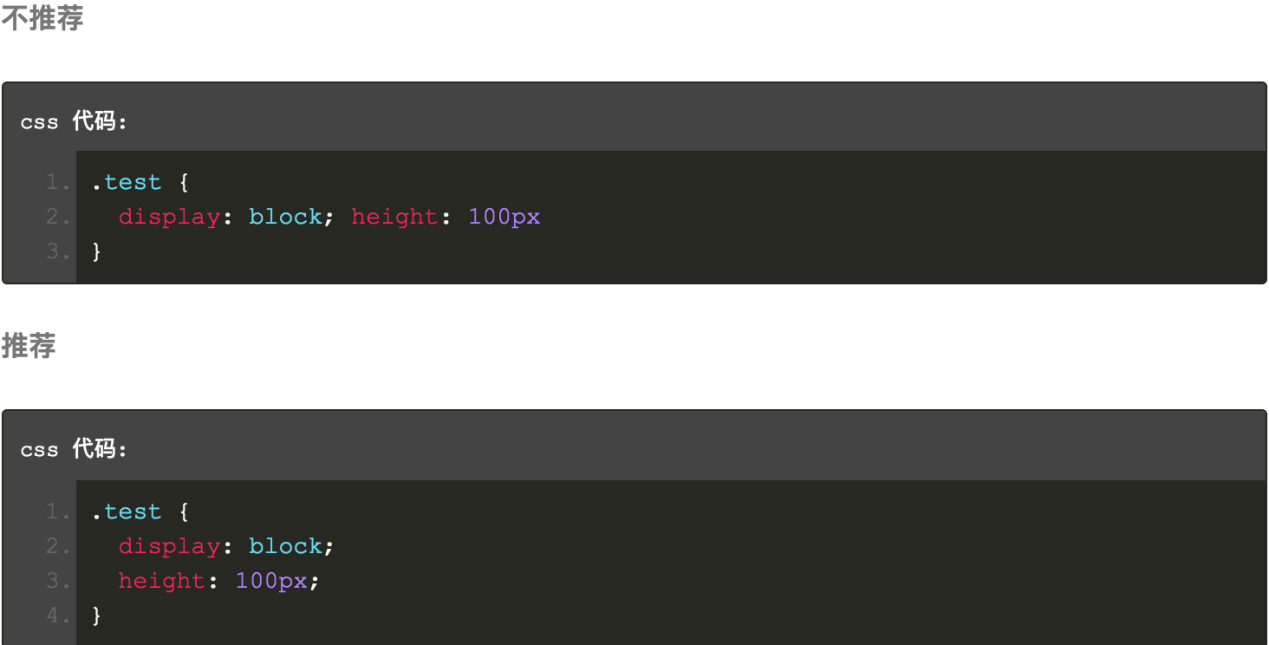 不推荐
css 代码:
1. .test {
2.   display: block; height: 100px
3. }
推荐
css 代码:
1. .test {
2.   display: block;
3.   height: 100px;
4. }